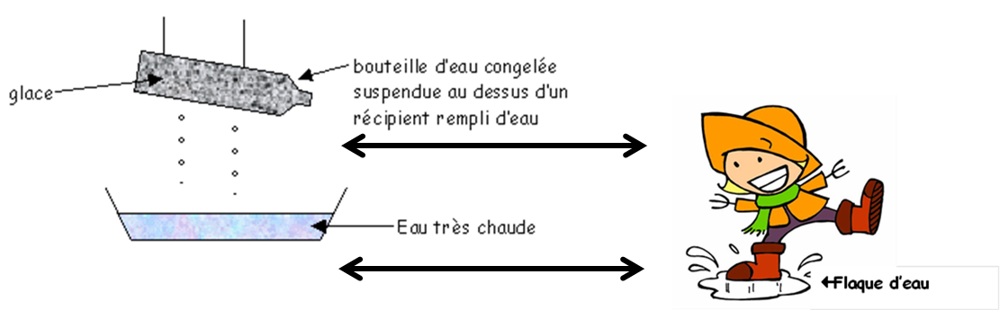 glace
bouteille d'eau congelée
suspendue au dessus d'un
récipient rempli d'eau
Eau très chaude
Flaque d'eau